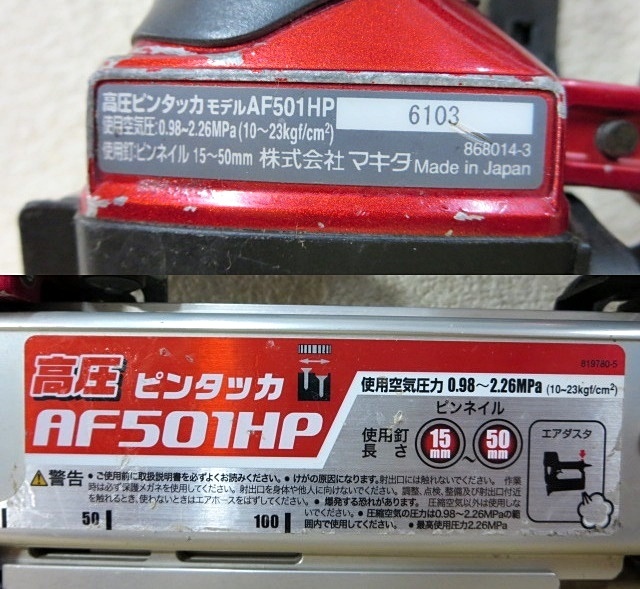 高圧ピンタッカ モデルAF501HP
6103
使用空気圧:0.98~2.26MPa(10~23kgf/cm²)
868014-3
使用釘:ピンネイル 15~50mm 株式会社 マキタ Made in Japan
819780-5
高圧 ピンタッカ
AF501HP
使用空気圧力 0.98~2.26MPa (10~23kgf/cm²)
ピンネイル
使用釘長さ 15mm ~ 50mm
エアダスタ
警告 ●ご使用前に取扱説明書を必ずよくお読みください。●けがの原因になります。射出口には触れないでください。作業
時は必ず保護メガネを使用してください。射出口を身体や他人に向けないでください。調整、点検、整備及び射出口付近
を触れるとき、使わないときはエアホースをはずしてください。●爆発する恐れがあります。圧縮空気以外は使用しな
いでください。●圧縮空気の圧力は0.98~2.26MPaの範
囲内で使用してください。●最高使用圧力2.26MPa
50 100